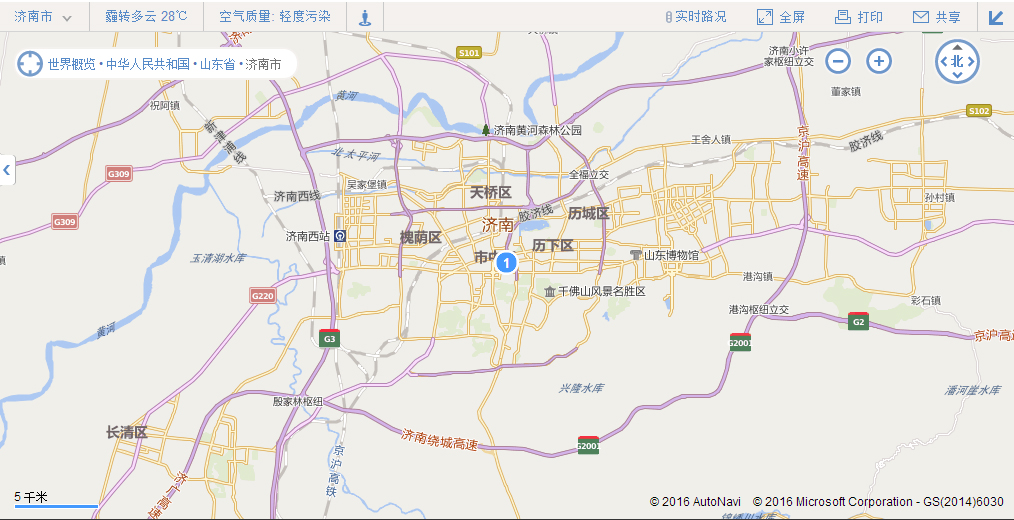 济南市
霾转多云 28℃
空气质量: 轻度污染
实时路况
全屏
打印
共享
世界概览 • 中华人民共和国 • 山东省 • 济南市
S101
济南小许
家枢纽立交
北
董家镇
黄河
祝阿镇
S102
济南黄河森林公园
京沪高速
王舍人镇
胶济线
北太平河
G309
全福立交
吴家堡镇
天桥区
济南西线
孙村镇
胶济线
历城区
G309
济南
济南西站
槐荫区
历下区
市中
1
山东博物馆
玉清湖水库
镇
港沟镇
千佛山风景名胜区
G220
彩石镇
港沟枢纽立交
黄河
G2
G3
G2001
京沪高速
兴隆水库
潘河崖水库
殷家林枢纽
长清区
济南绕城高速
G2001
京沪高铁
济广高速
5 千米
© 2016 AutoNavi © 2016 Microsoft Corporation - GS(2014)6030